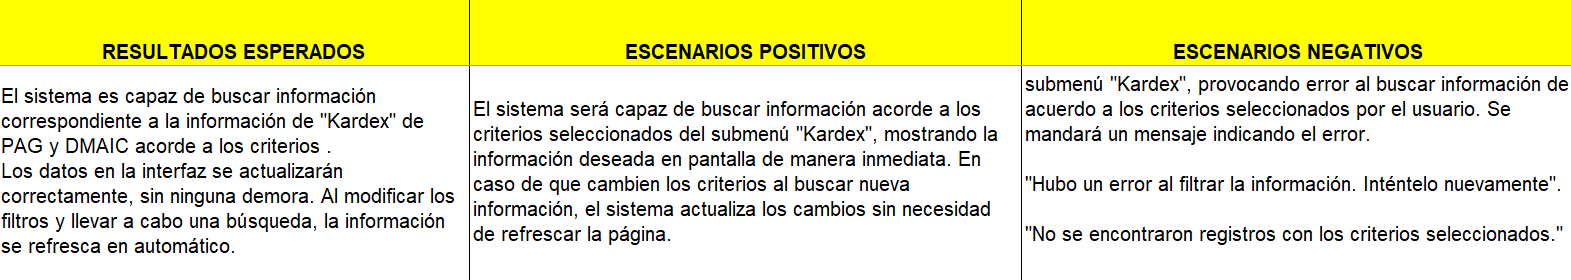 RESULTADOS ESPERADOS
ESCENARIOS POSITIVOS
ESCENARIOS NEGATIVOS
El sistema es capaz de buscar información
correspondiente a la información de "Kardex" de
PAG y DMAIC acorde a los criterios .
Los datos en la interfaz se actualizarán
correctamente, sin ninguna demora. Al modificar los
filtros y llevar a cabo una búsqueda, la información
se refresca en automático.
El sistema será capaz de buscar información acorde a los
criterios seleccionados del submenú "Kardex", mostrando la
información deseada en pantalla de manera inmediata. En
caso de que cambien los criterios al buscar nueva
información, el sistema actualiza los cambios sin necesidad
de refrescar la página.
submenú "Kardex", provocando error al buscar información de
acuerdo a los criterios seleccionados por el usuario. Se
mandará un mensaje indicando el error.
"Hubo un error al filtrar la información. Inténtelo nuevamente".
"No se encontraron registros con los criterios seleccionados."